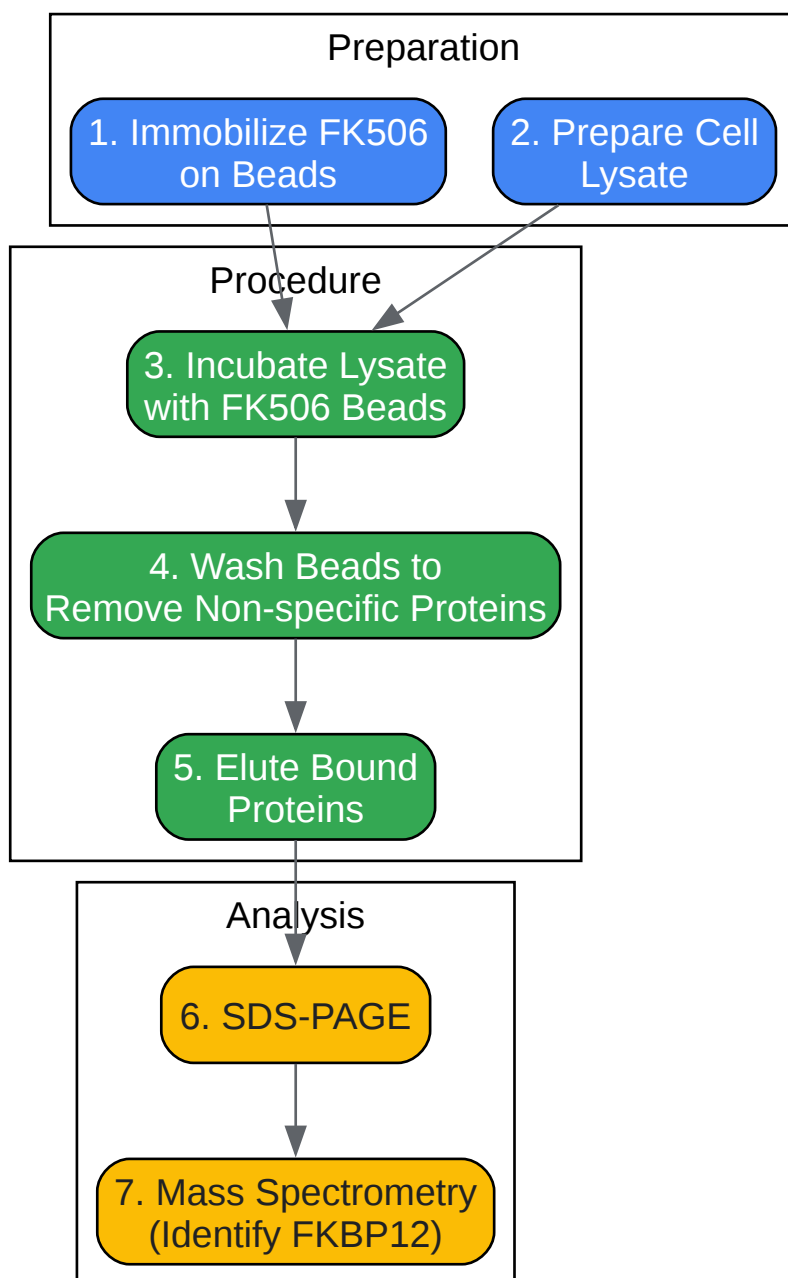 Preparation
1. Immobilize FK506
on Beads
2. Prepare Cell
Lysate
Procedure
3. Incubate Lysate
with FK506 Beads
4. Wash Beads to
Remove Non-specific Proteins
5. Elute Bound
Proteins
Analysis
6. SDS-PAGE
7. Mass Spectrometry
(Identify FKBP12)